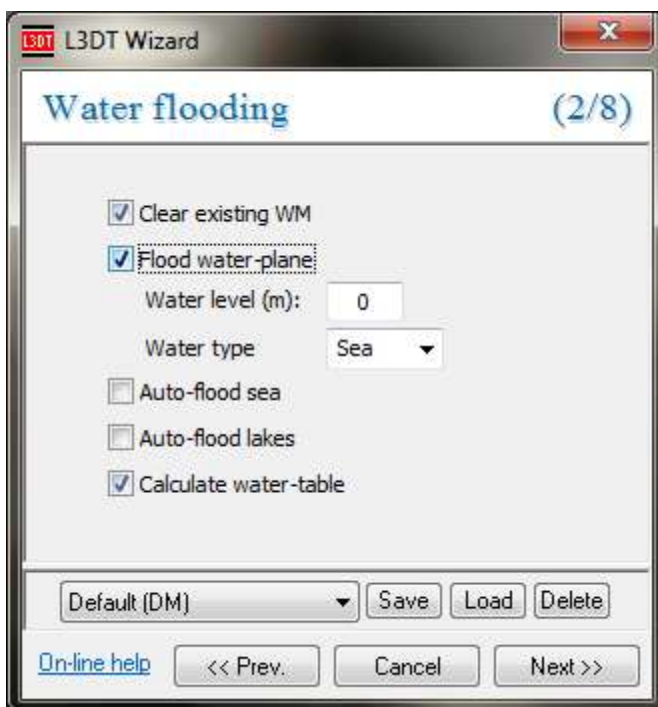 L3DT L3DT Wizard
Water flooding (2/8)
Clear existing WM
Flood water-plane
Water level (m): 0
Water type Sea
Auto-flood sea
Auto-flood lakes
Calculate water-table
Default (DM) Save Load Delete
On-line help << Prev. Cancel Next >>